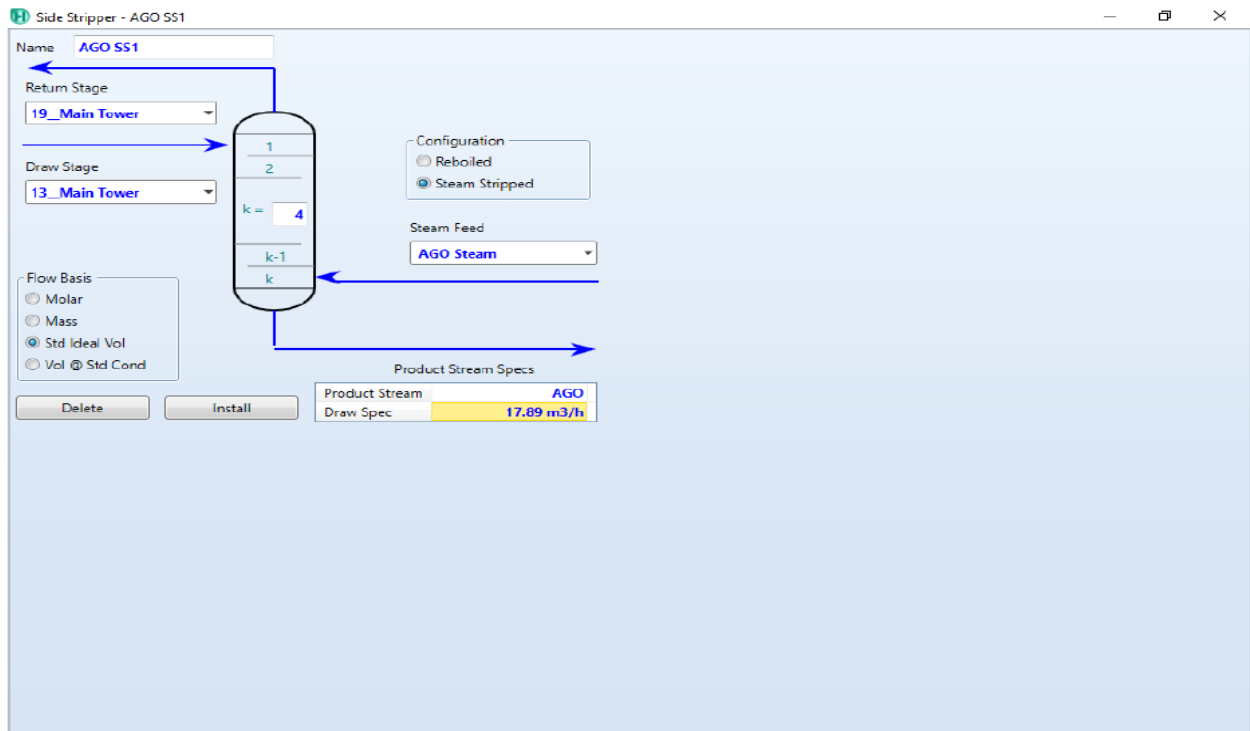 Side Stripper - AGO SS1
Name AGO SS1
Return Stage
19__Main Tower
Draw Stage
13__Main Tower
1
2
k = 4
k-1
k
Configuration
Reboiled
Steam Stripped
Steam Feed
AGO Steam
Flow Basis
Molar
Mass
Std Ideal Vol
Vol @ Std Cond
Product Stream Specs
Product Stream AGO
Draw Spec 17.89 m3/h
Delete Install